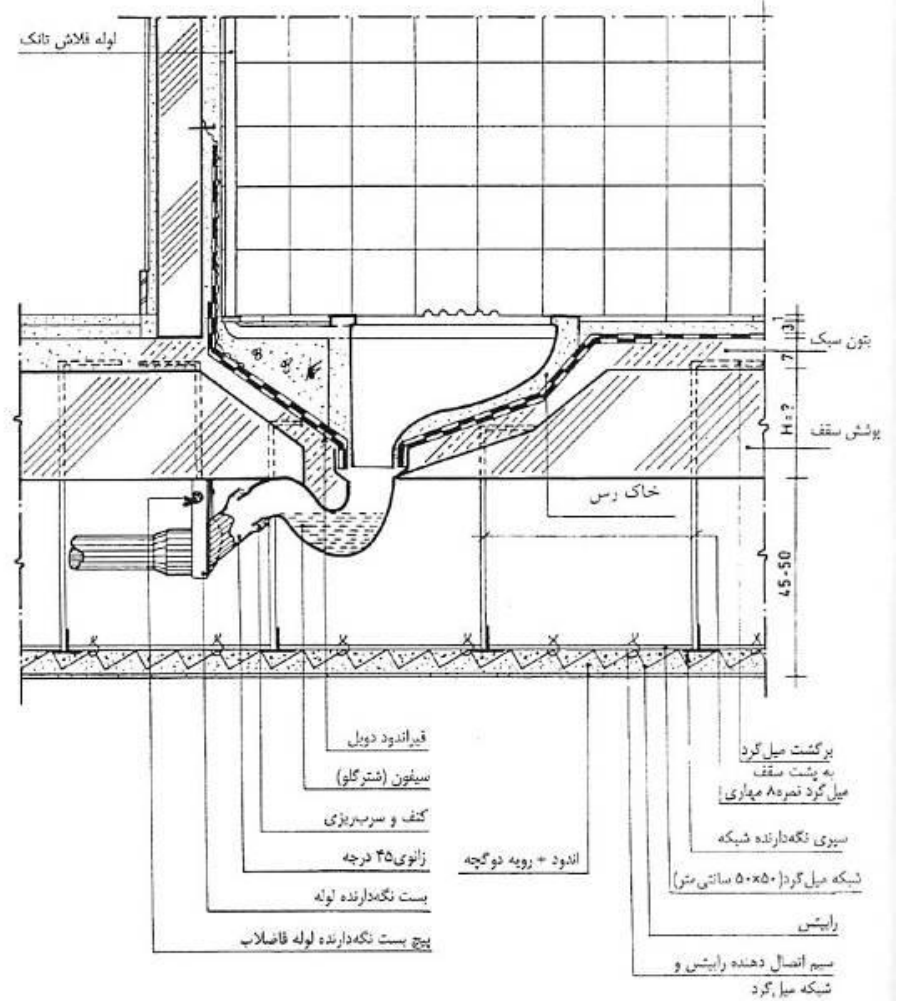 لوله فلاش تانک
1
3
7
H=?
45-50
بتون سبک
پوشش سقف
خاک رس
قیراندود دوبل
سیفون (شترگلو)
کنف و سرب‌ریزی
زانوی ۴۵ درجه
بست نگه‌دارنده لوله
پیچ بست نگه‌دارنده لوله فاضلاب
اندود + رویه دوگچه
برگشت میل‌گرد
به پشت سقف
میل‌گرد نمره ۸ مهاری
سپری نگه‌دارنده شبکه
شبکه میل‌گرد (۵۰×۵۰ سانتی‌متر)
رابیتس
سیم اتصال دهنده رابیتس و
شبکه میل‌گرد